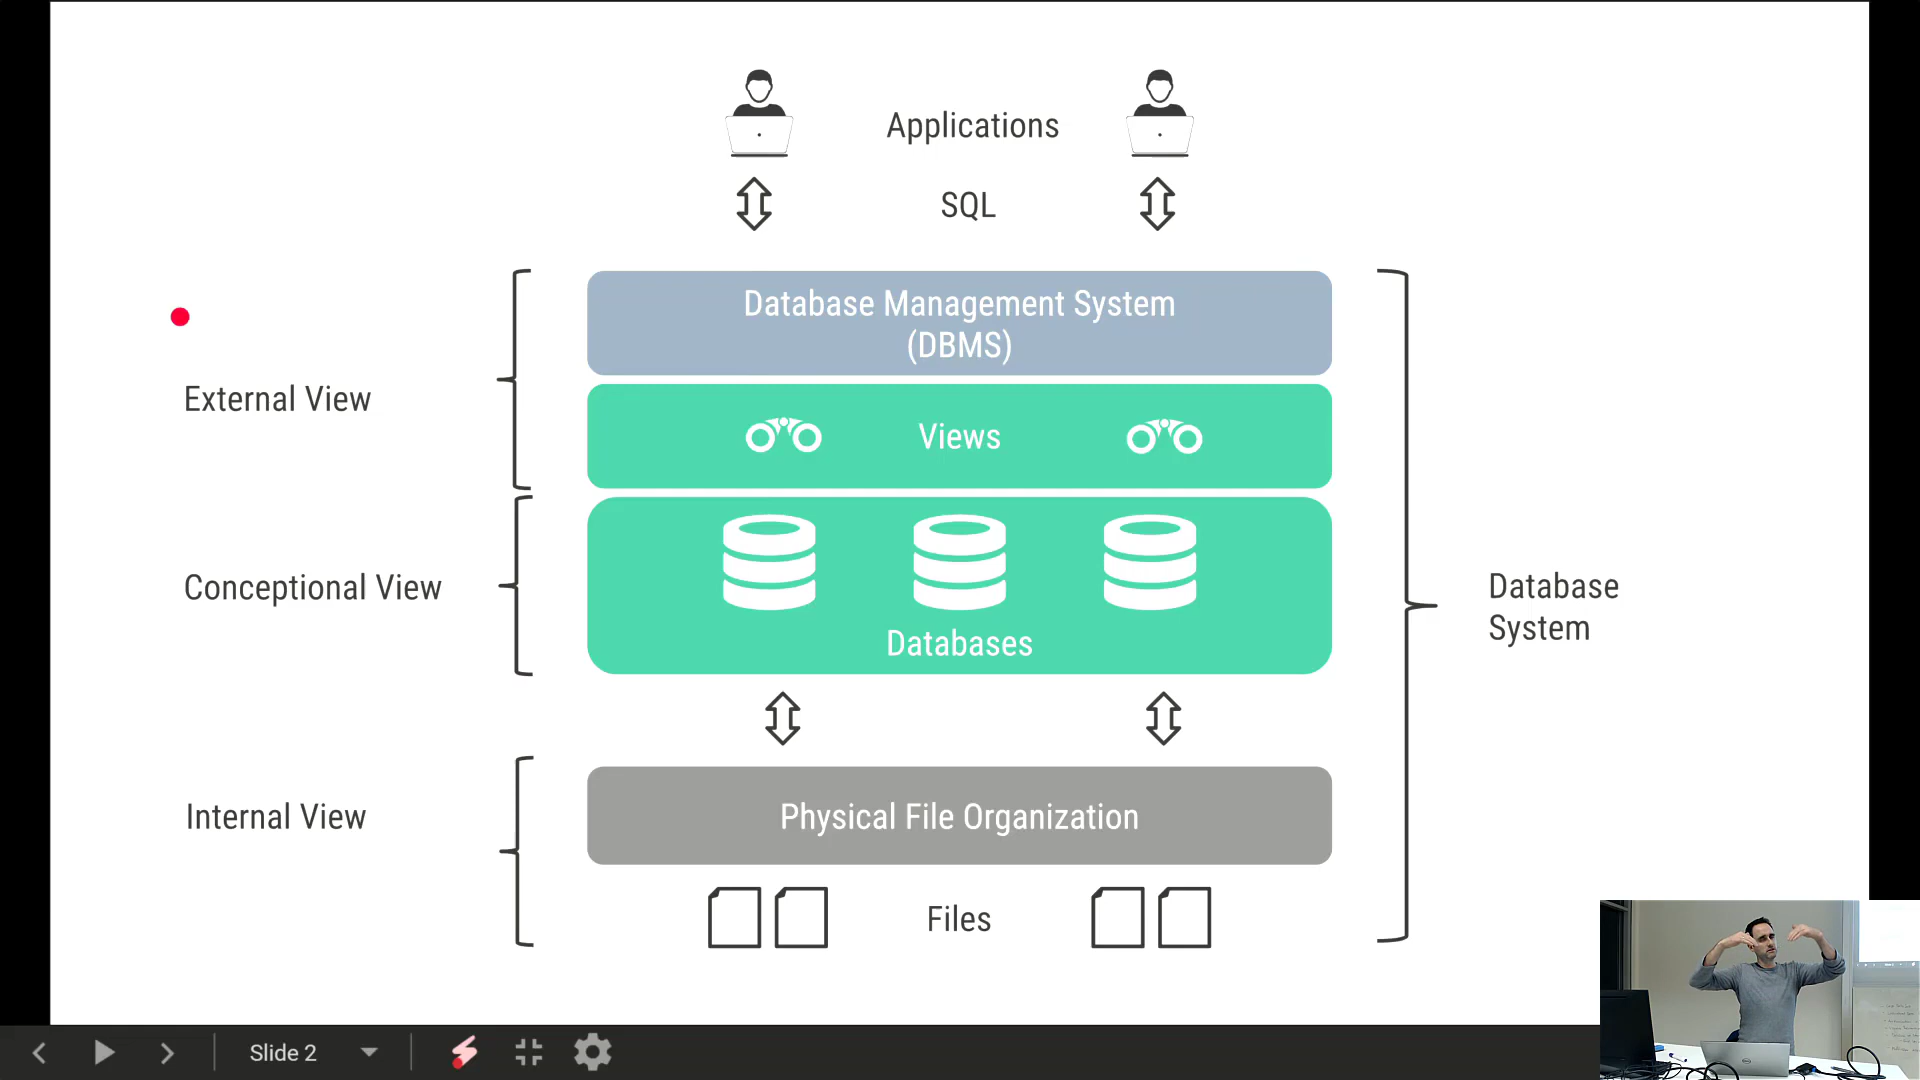 Applications
SQL
Database Management System
(DBMS)
External View
Views
Conceptional View
Databases
Database
System
Internal View
Physical File Organization
Files
Slide 2